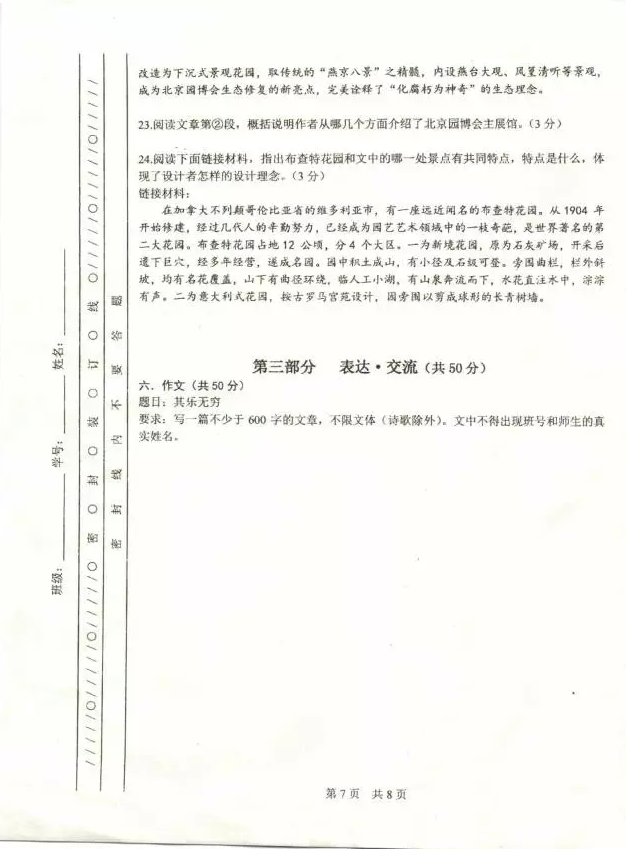 改造为下沉式景观花园，取传统的“燕京八景”之精髓，内设燕台大观、风篁清听等景观，
成为北京园博会生态修复的新亮点，完美诠释了“化腐朽为神奇”的生态理念。
23.阅读文章第②段，概括说明作者从哪几个方面介绍了北京园博会主展馆。（3分）
24.阅读下面链接材料，指出布查特花园和文中的哪一处景点有共同特点，特点是什么，体
现了设计者怎样的设计理念。（3分）
链接材料：
在加拿大不列颠哥伦比亚省的维多利亚市，有一座远近闻名的布查特花园。从1904 年
开始修建，经过几代人的辛勤努力，已经成为园艺艺术领域中的一枝奇葩，是世界著名的第
二大花园。布查特花园占地12 公顷，分4 个大区。一为新境花园，原为石灰矿场，开采后
遗下巨穴，经多年经营，遂成名园。园中积土成山，有小径及石级可登。旁围曲栏，栏外斜
坡，均有名花覆盖，山下有曲径环绕，临人工小湖，有山泉奔流而下，水花直注水中，淙淙
有声。二为意大利式花园，按古罗马宫苑设计，园旁围以剪成球形的长青树墙。
第三部分 表达·交流（共50分）
六．作文（共50分）
题目：其乐无穷
要求：写一篇不少于 600 字的文章，不限文体（诗歌除外）。文中不得出现班号和师生的真
实姓名。
班级：________ 学号：________ 姓名：________
/////○//////○//////○密○封○装○订○线○//////○//////○/////
密 封 线 内 不 要 答 题
第7页 共8页